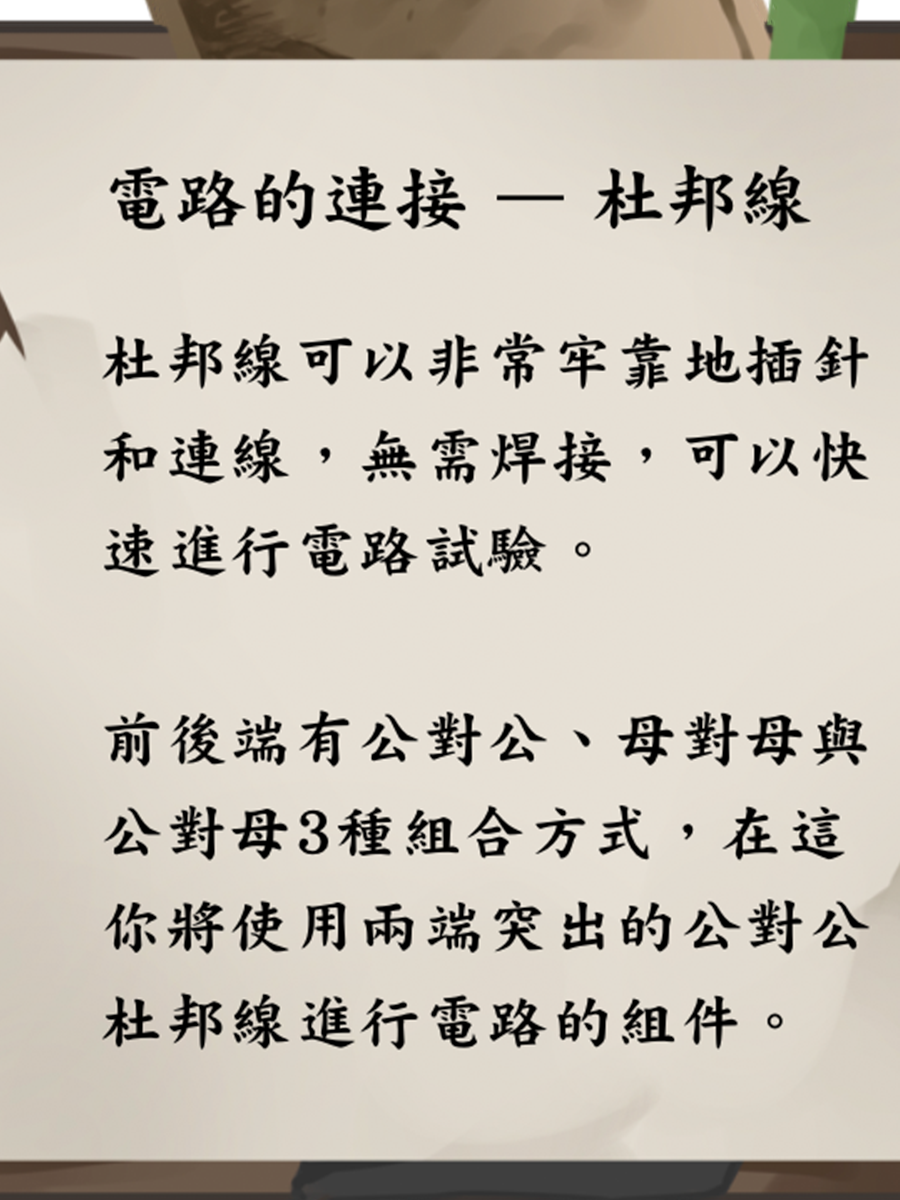 電路的連接 — 杜邦線
杜邦線可以非常牢靠地插針
和連線，無需焊接，可以快
速進行電路試驗。
前後端有公對公、母對母與
公對母3種組合方式，在這
你將使用兩端突出的公對公
杜邦線進行電路的組件。